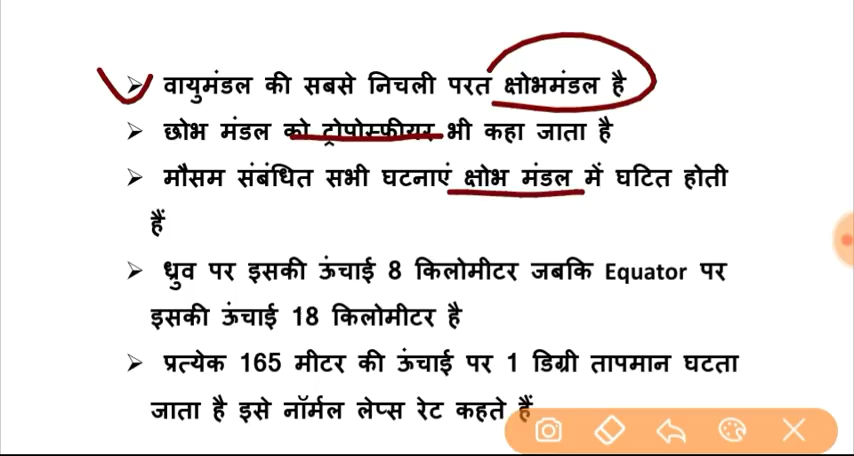 ➢ वायुमंडल की सबसे निचली परत क्षोभमंडल है
➢ छोभ मंडल को ट्रोपोस्फीयर भी कहा जाता है
➢ मौसम संबंधित सभी घटनाएं क्षोभ मंडल में घटित होती
हैं
➢ ध्रुव पर इसकी ऊंचाई 8 किलोमीटर जबकि Equator पर
इसकी ऊंचाई 18 किलोमीटर है
➢ प्रत्येक 165 मीटर की ऊंचाई पर 1 डिग्री तापमान घटता
जाता है इसे नॉर्मल लेप्स रेट कहते हैं